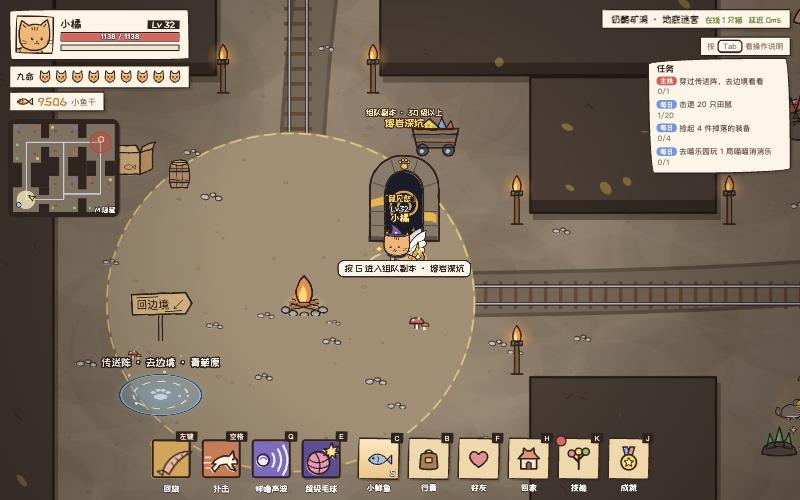 小橘
Lv 32
1138 / 1138
九命
9506 小鱼干
M 隐藏
奶酪矿洞 · 地底迷宫 在线 1 只猫 延迟 0ms
按 Tab 看操作说明
任务
主线 穿过传送阵，去边境看看
0/1
每日 击退 20 只田鼠
1/20
每日 捡起 4 件掉落的装备
0/4
每日 去喵乐园玩 1 局喵喵消消乐
0/1
组队副本 · 30 级以上
熔岩深坑
Lv.32
小橘
按 G 进入组队副本 · 熔岩深坑
回边境
传送阵 · 去边境 · 青草原
左键
回旋
空格
扑击
Q
哆噜声波
E
超级毛球
C
5
小鲜鱼
B
行囊
F
好友
H
回家
K
技能
J
成就